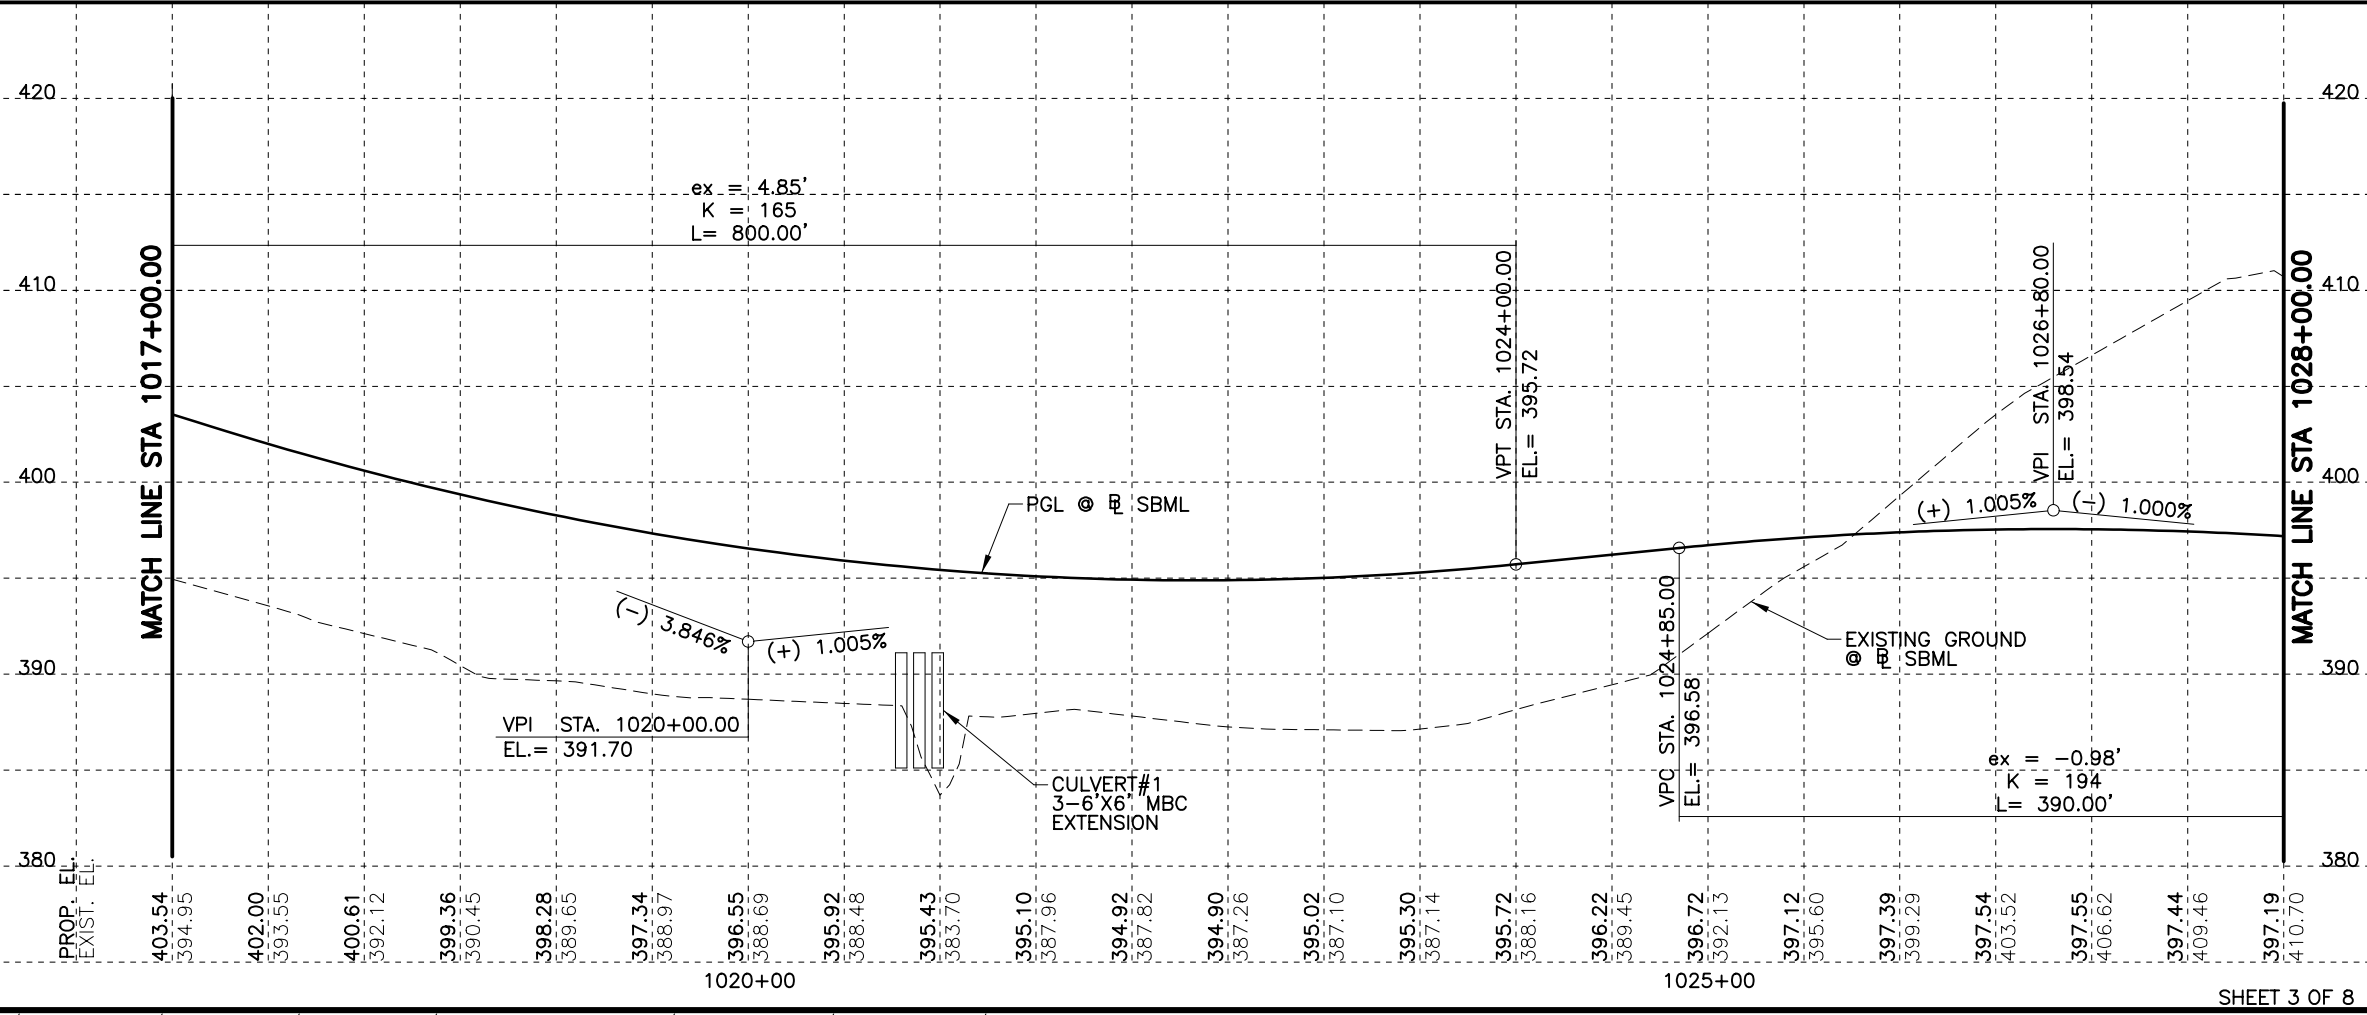 420
420
ex = 4.85'
K = 165
L= 800.00'
410
410
MATCH LINE STA 1017+00.00
VPT STA. 1024+00.00
EL.= 395.72
VPI STA. 1026+80.00
EL.= 398.54
MATCH LINE STA 1028+00.00
400
400
PGL @ BL SBML
(+) 1.005%
(-) 1.000%
(-) 3.846%
(+) 1.005%
EXISTING GROUND
@ BL SBML
390
390
VPI STA. 1020+00.00
EL.= 391.70
VPC STA. 1024+85.00
EL.= 396.58
CULVERT#1
3-6'X6' MBC
EXTENSION
ex = -0.98'
K = 194
L= 390.00'
380
380
PROP. EL.
EXIST. EL.
403.54
394.95
402.00
393.55
400.61
392.12
399.36
390.45
398.28
389.65
397.34
388.97
396.55
388.69
395.92
388.48
395.43
383.70
395.10
387.96
394.92
387.82
394.90
387.26
395.02
387.10
395.30
387.14
395.72
388.16
396.22
389.45
396.72
392.13
397.12
395.60
397.39
399.29
397.54
403.52
397.55
406.62
397.44
409.46
397.19
410.70
1020+00
1025+00
SHEET 3 OF 8